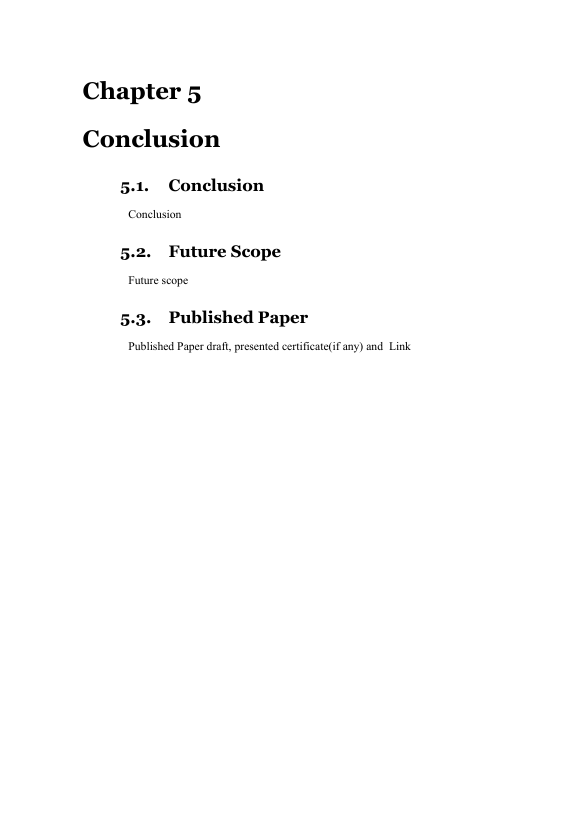 Chapter 5
Conclusion
5.1. Conclusion
Conclusion
5.2. Future Scope
Future scope
5.3. Published Paper
Published Paper draft, presented certificate(if any) and  Link